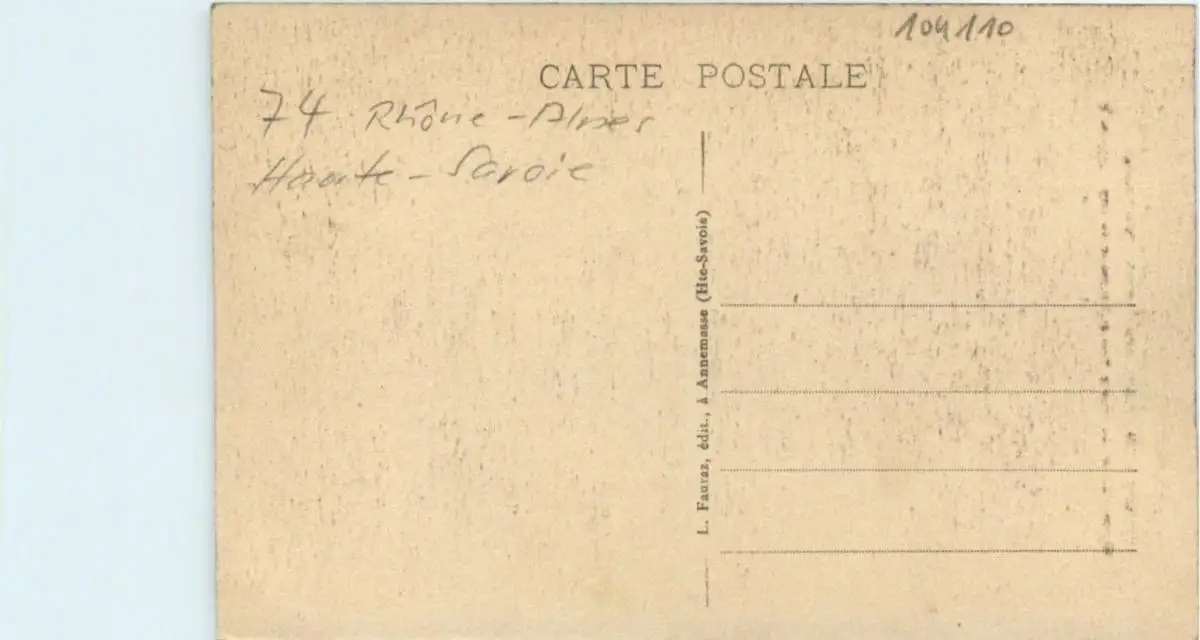 104110
CARTE POSTALE
74 Rhône-Alpes
Haute-Savoie
L. Fauraz, édit., à Annemasse (Hte-Savoie)